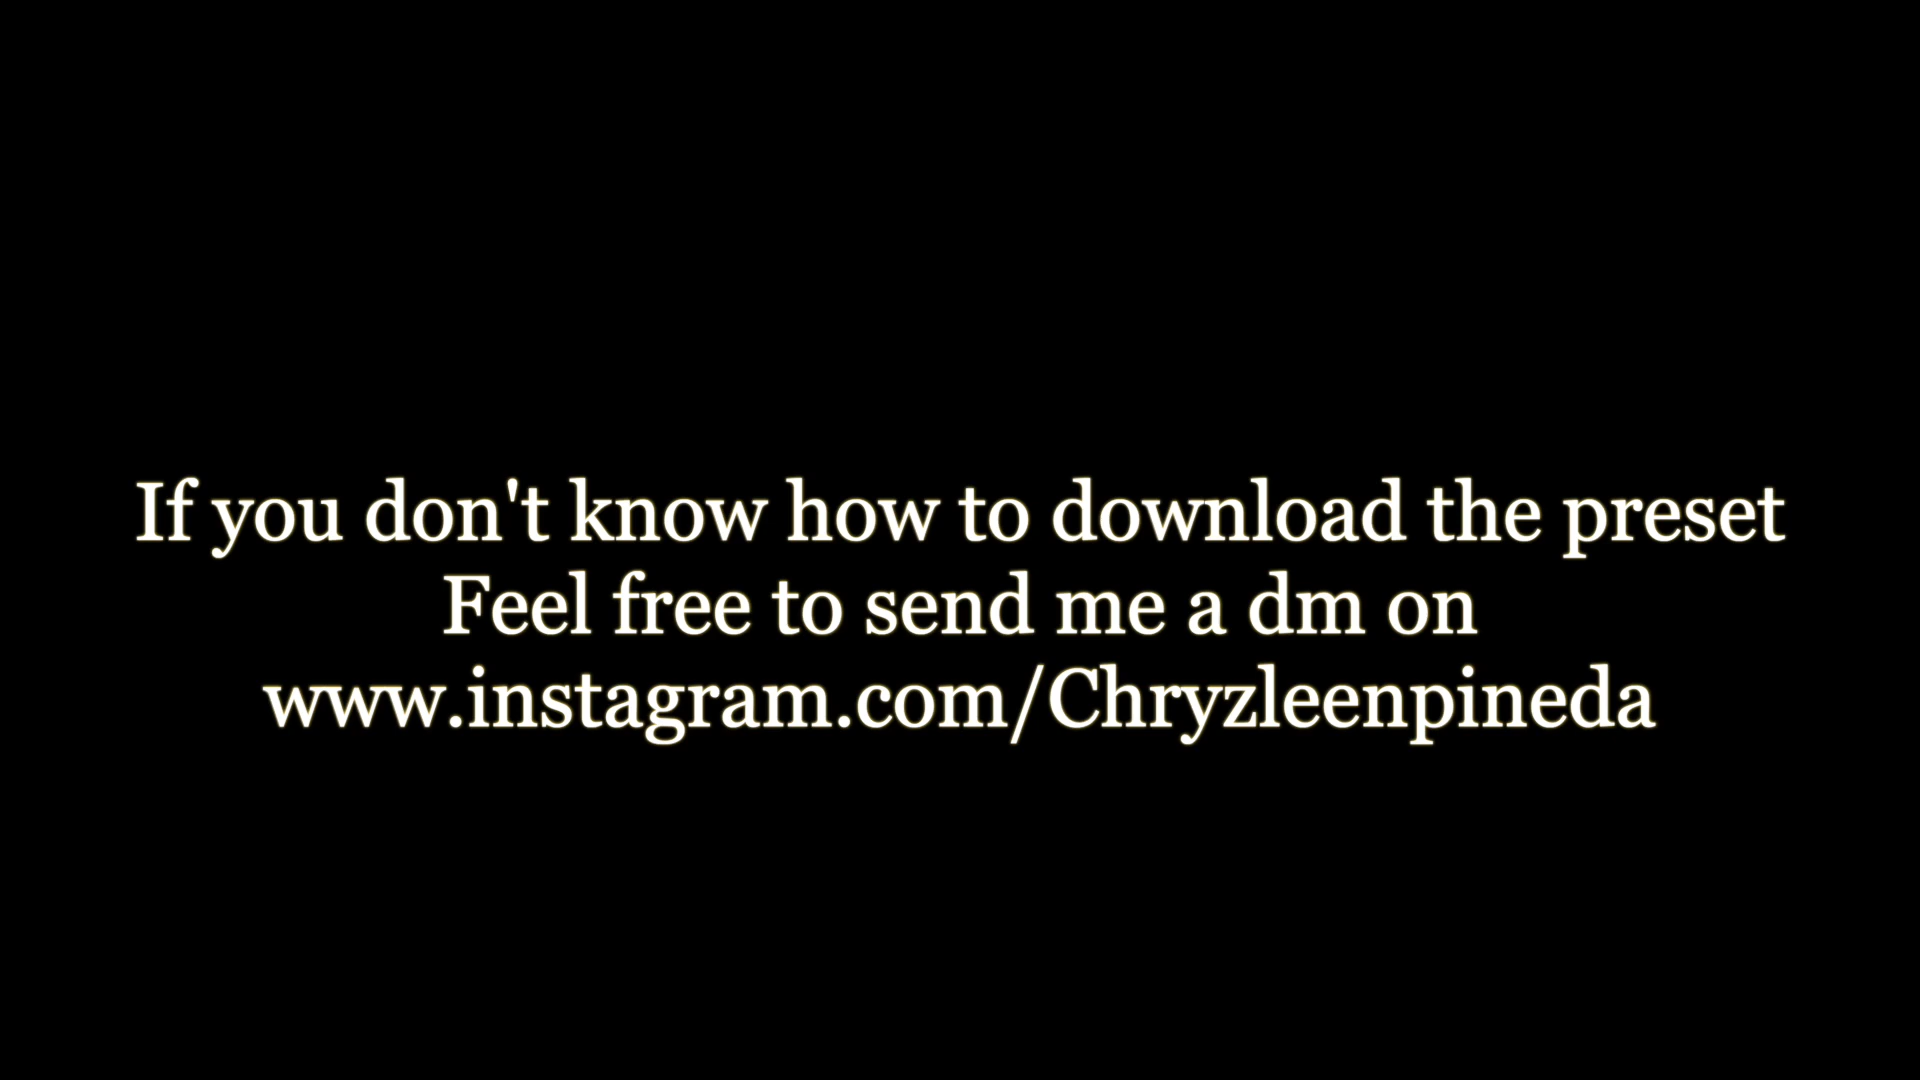 If you don't know how to download the preset
Feel free to send me a dm on
www.instagram.com/Chryzleenpineda